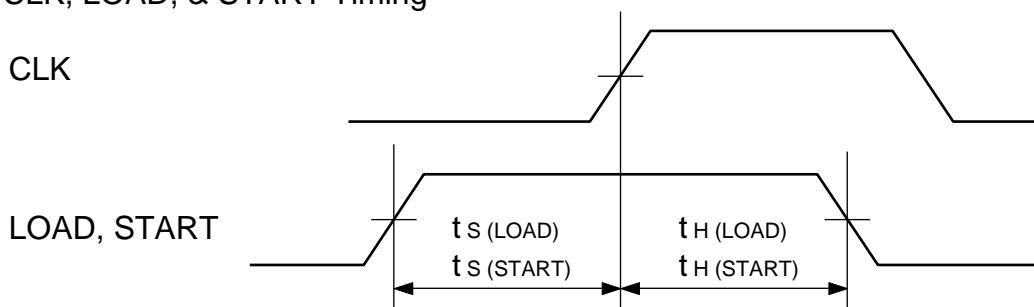 CLK, LOAD, & START Timing
CLK
LOAD, START
t S (LOAD)
t H (LOAD)
t S (START)
t H (START)